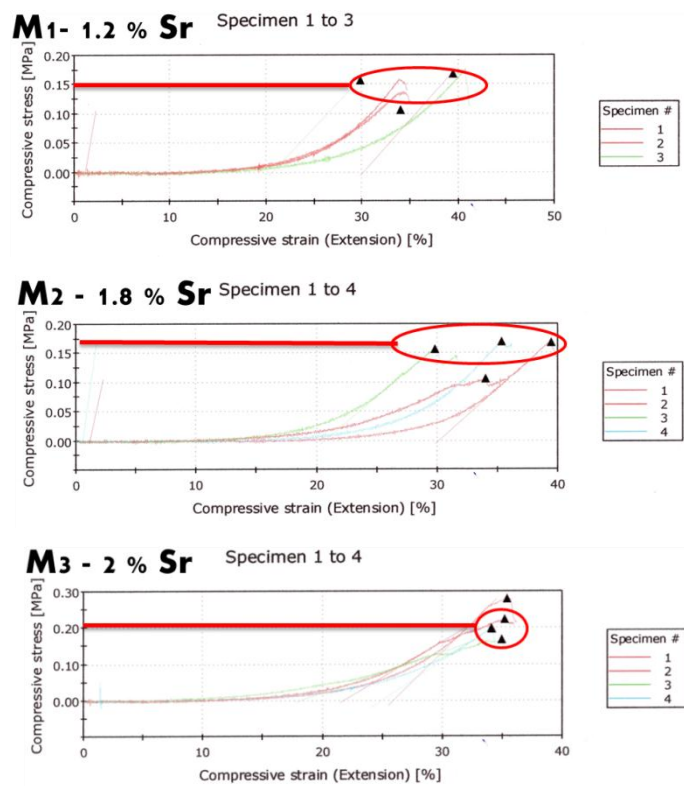 M1- 1.2 % Sr Specimen 1 to 3
Compressive stress [MPa]
0.20
0.15
0.10
0.05
0.00
0 10 20 30 40 50
Compressive strain (Extension) [%]
Specimen #
1
2
3
M2 - 1.8 % Sr Specimen 1 to 4
Compressive stress [MPa]
0.20
0.15
0.10
0.05
0.00
0 10 20 30 40
Compressive strain (Extension) [%]
Specimen #
1
2
3
4
M3 - 2 % Sr Specimen 1 to 4
Compressive stress [MPa]
0.30
0.20
0.10
0.00
0 10 20 30 40
Compressive strain (Extension) [%]
Specimen #
1
2
3
4